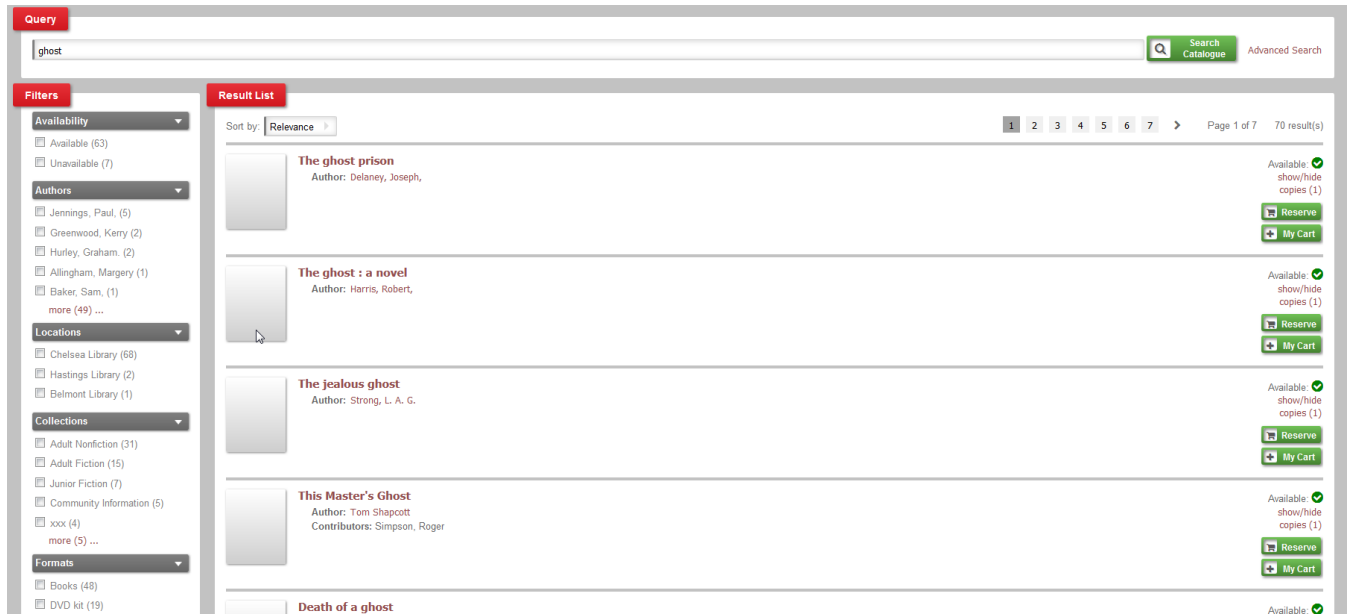 Query
ghost
Search
Catalogue
Advanced Search
Filters
Availability
Available (63)
Unavailable (7)
Authors
Jennings, Paul, (5)
Greenwood, Kerry (2)
Hurley, Graham. (2)
Allingham, Margery (1)
Baker, Sam, (1)
more (49) ...
Locations
Chelsea Library (68)
Hastings Library (2)
Belmont Library (1)
Collections
Adult Nonfiction (31)
Adult Fiction (15)
Junior Fiction (7)
Community Information (5)
xxx (4)
more (5) ...
Formats
Books (48)
DVD kit (19)
Result List
Sort by: Relevance
1 2 3 4 5 6 7 Page 1 of 7 70 result(s)
The ghost prison
Author: Delaney, Joseph,
Available:
show/hide
copies (1)
Reserve
My Cart
The ghost : a novel
Author: Harris, Robert,
Available:
show/hide
copies (1)
Reserve
My Cart
The jealous ghost
Author: Strong, L. A. G.
Available:
show/hide
copies (1)
Reserve
My Cart
This Master's Ghost
Author: Tom Shapcott
Contributors: Simpson, Roger
Available:
show/hide
copies (1)
Reserve
My Cart
Death of a ghost
Available: